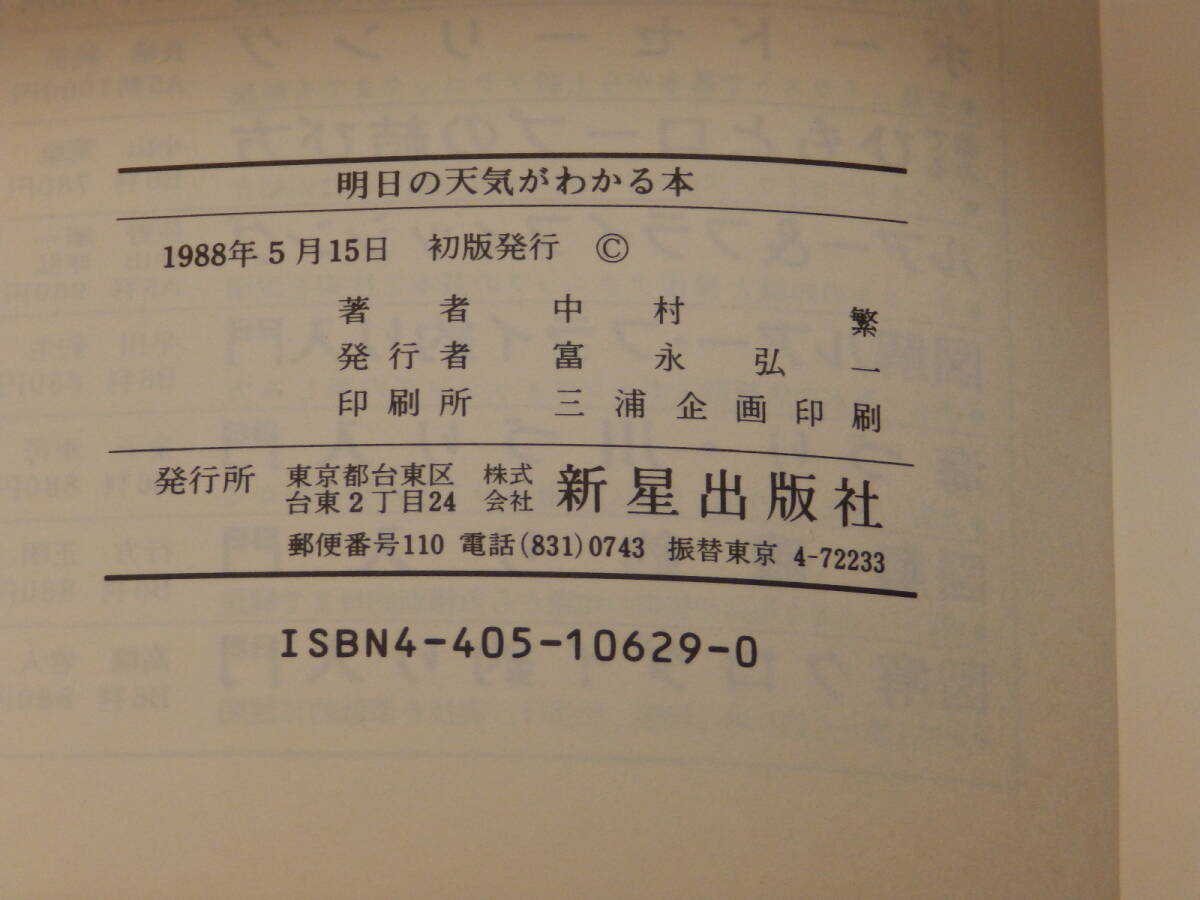 明日の天気がわかる本
1988年5月15日 初版発行 ©
著者 中村繁
発行者 富永弘一
印刷所 三浦企画印刷
発行所 東京都台東区台東2丁目24 株式会社 新星出版社
郵便番号110 電話(831)0743 振替東京 4-72233
ISBN4-405-10629-0